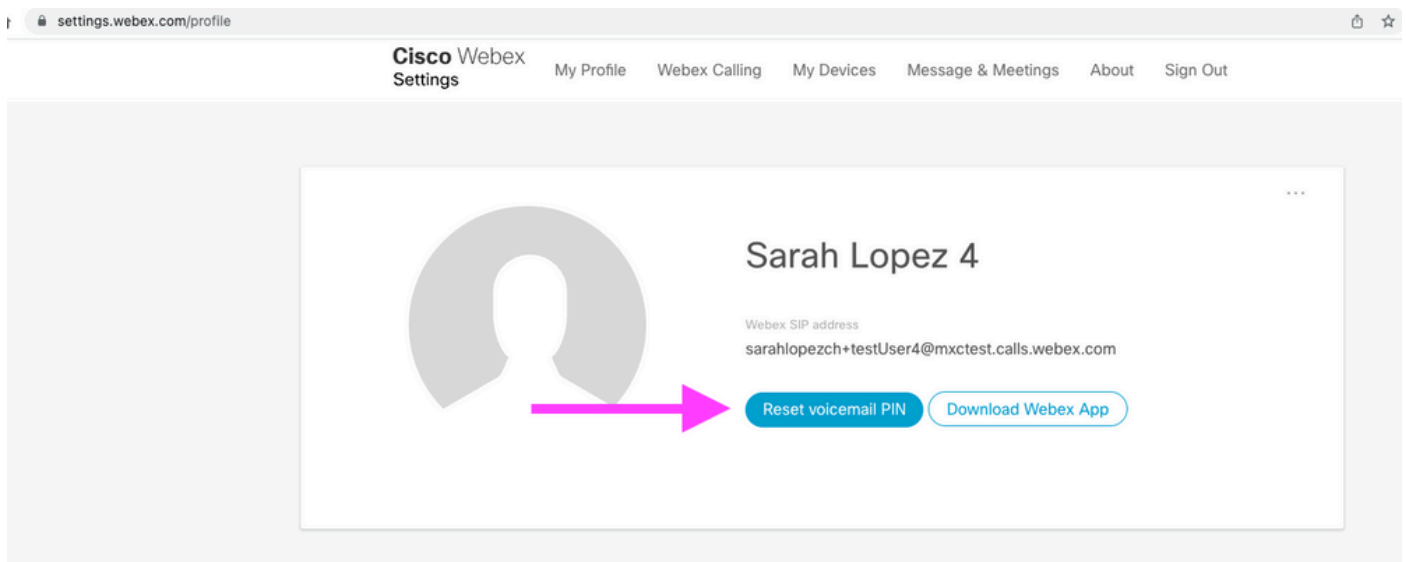 settings.webex.com/profile
Cisco Webex
Settings
My Profile Webex Calling My Devices Message & Meetings About Sign Out
...
Sarah Lopez 4
Webex SIP address
sarahlopezch+testUser4@mxctest.calls.webex.com
Reset voicemail PIN Download Webex App